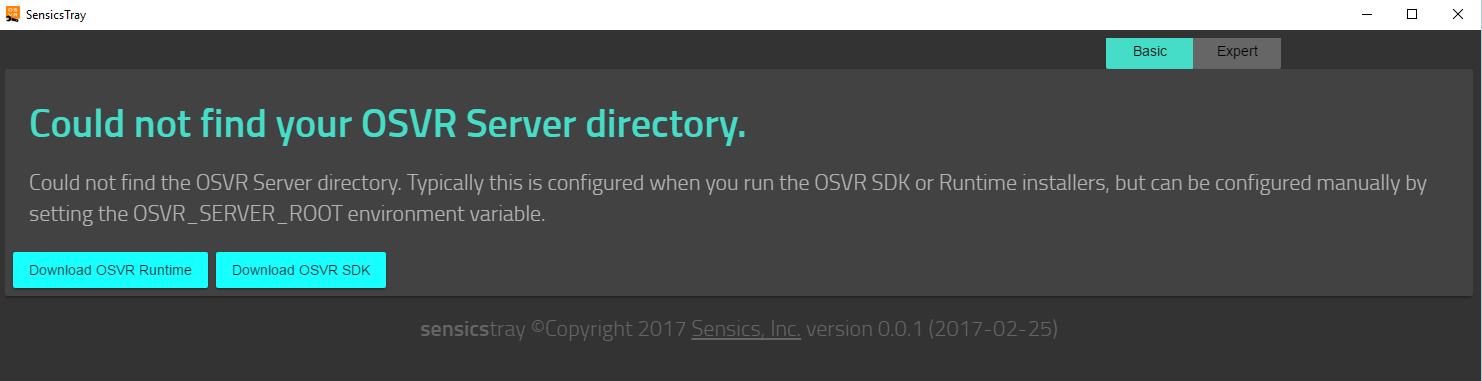 SensicsTray
Basic Expert
Could not find your OSVR Server directory.
Could not find the OSVR Server directory. Typically this is configured when you run the OSVR SDK or Runtime installers, but can be configured manually by
setting the OSVR_SERVER_ROOT environment variable.
Download OSVR Runtime Download OSVR SDK
sensicstray ©Copyright 2017 Sensics, Inc. version 0.0.1 (2017-02-25)